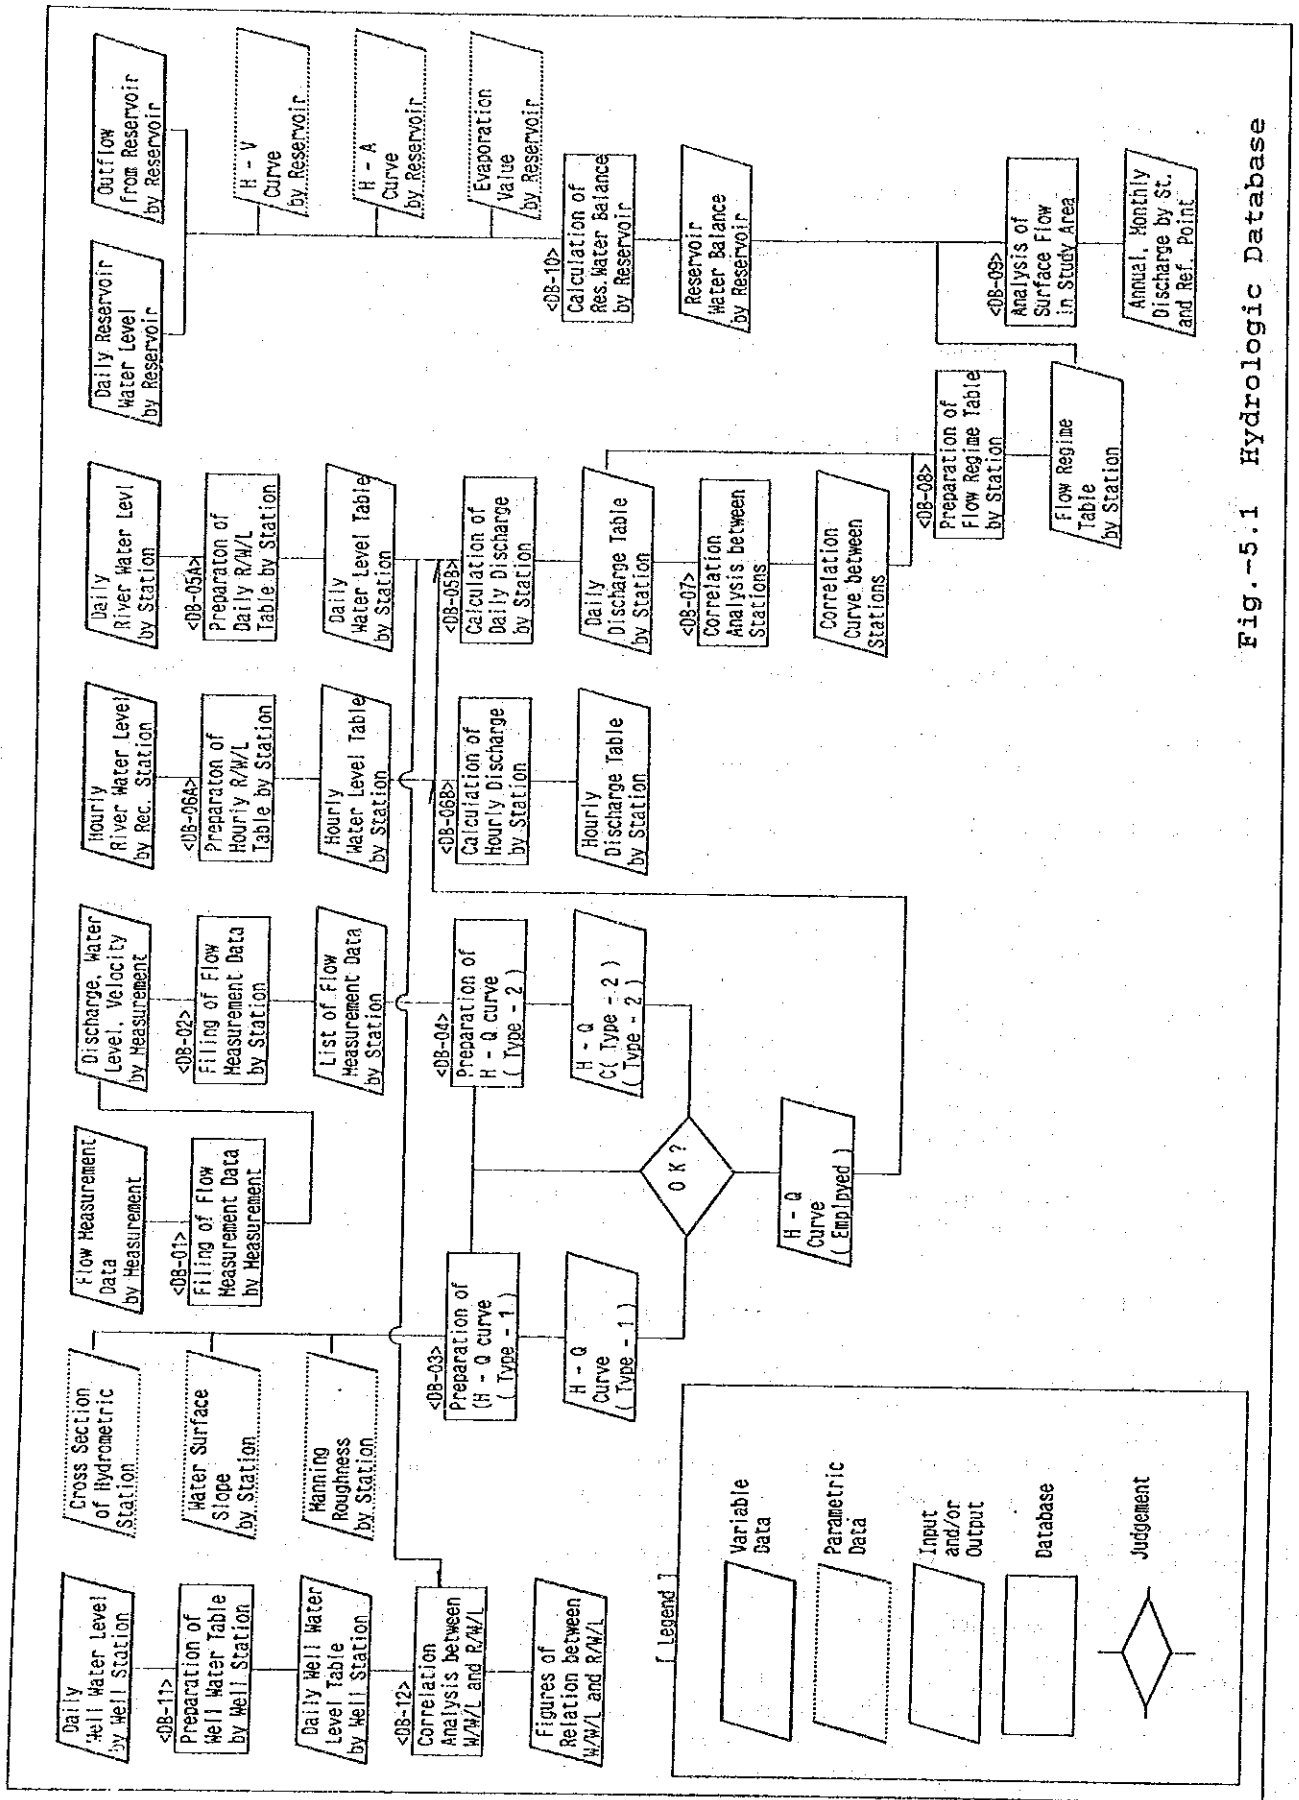 Daily
Well Water Level
by Well Station
<DB-11>
Preparation of
Well Water Table
by Well Station
Daily Well Water
Level Table
by Well Station
<DB-12>
Correlation
Analysis between
W/W/L and R/W/L
Figures of
Relation between
W/W/L and R/W/L
Cross Section
of Hydrometric
Station
Water Surface
Slope
by Station
Manning
Roughness
by Station
<DB-03>
Preparation of
(H - Q curve
( Type - 1 )
H - Q
Curve
( Type - 1 )
Flow Measurement
Data
by Measurement
<DB-01>
Filing of Flow
Measurement Data
by Measurement
Discharge, Water
Level, Velocity
by Measurement
<DB-02>
Filing of Flow
Measurement Data
by Station
List of Flow
Measurement Data
by Station
<DB-04>
Preparation of
H - Q curve
( Type - 2 )
H - Q
C( Type - 2 )
( Type - 2 )
O K ?
H - Q
Curve
( Emplpyed )
Hourly
River Water Level
by Rec. Station
<DB-06A>
Preparaton of
Hourly R/W/L
Table by Station
Hourly
Water Level Table
by Station
<DB-06B>
Calculation of
Hourly Discharge
by Station
Hourly
Discharge Table
by Station
Daily
River Water Levl
by Station
<DB-05A>
Preparaton of
Daily R/W/L
Table by Station
Daily
Water Level Table
by Station
<DB-05B>
Calculation of
Daily Discharge
by Station
Daily
Discharge Table
by Station
<DB-07>
Correlation
Analysis between
Stations
Correlation
Curve between
Stations
<DB-08>
Preparation of
Flow Regime Table
by Station
Flow Regime
Table
by Station
Daily Reservoir
Water Level
by Reservoir
Outflow
from Reservoir
by Reservoir
H - V
Curve
by Reservoir
H - A
Curve
by Reservoir
Evaporation
Value
by Reservoir
<DB-10>
Calculation of
Res.Water Balance
by Reservoir
Reservoir
Water Balance
by Reservoir
<DB-09>
Analysis of
Surface Flow
in Study Area
Annual, Monthly
Discharge by St.
and Ref. Point
[ Legend ]
Variable
Data
Parametric
Data
Input
and/or
Output
Database
Judgement
Fig.-5.1 Hydrologic Database